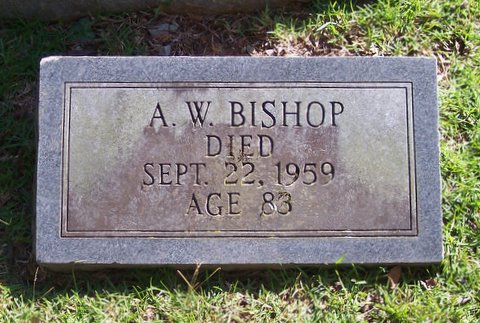 A. W. BISHOP
DIED
SEPT. 22, 1959
AGE 83